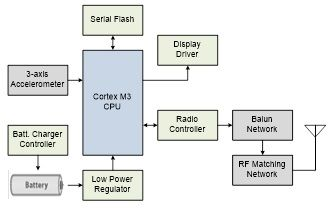 Serial Flash
Display
Driver
3-axis
Accelerometer
Cortex M3
CPU
Batt. Charger
Controller
Radio
Controller
Balun
Network
Battery
Low Power
Regulator
RF Matching
Network